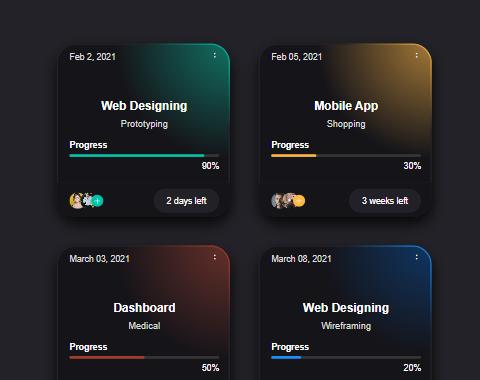 Feb 2, 2021
Web Designing
Prototyping
Progress
90%
2 days left
Feb 05, 2021
Mobile App
Shopping
Progress
30%
3 weeks left
March 03, 2021
Dashboard
Medical
Progress
50%
March 08, 2021
Web Designing
Wireframing
Progress
20%